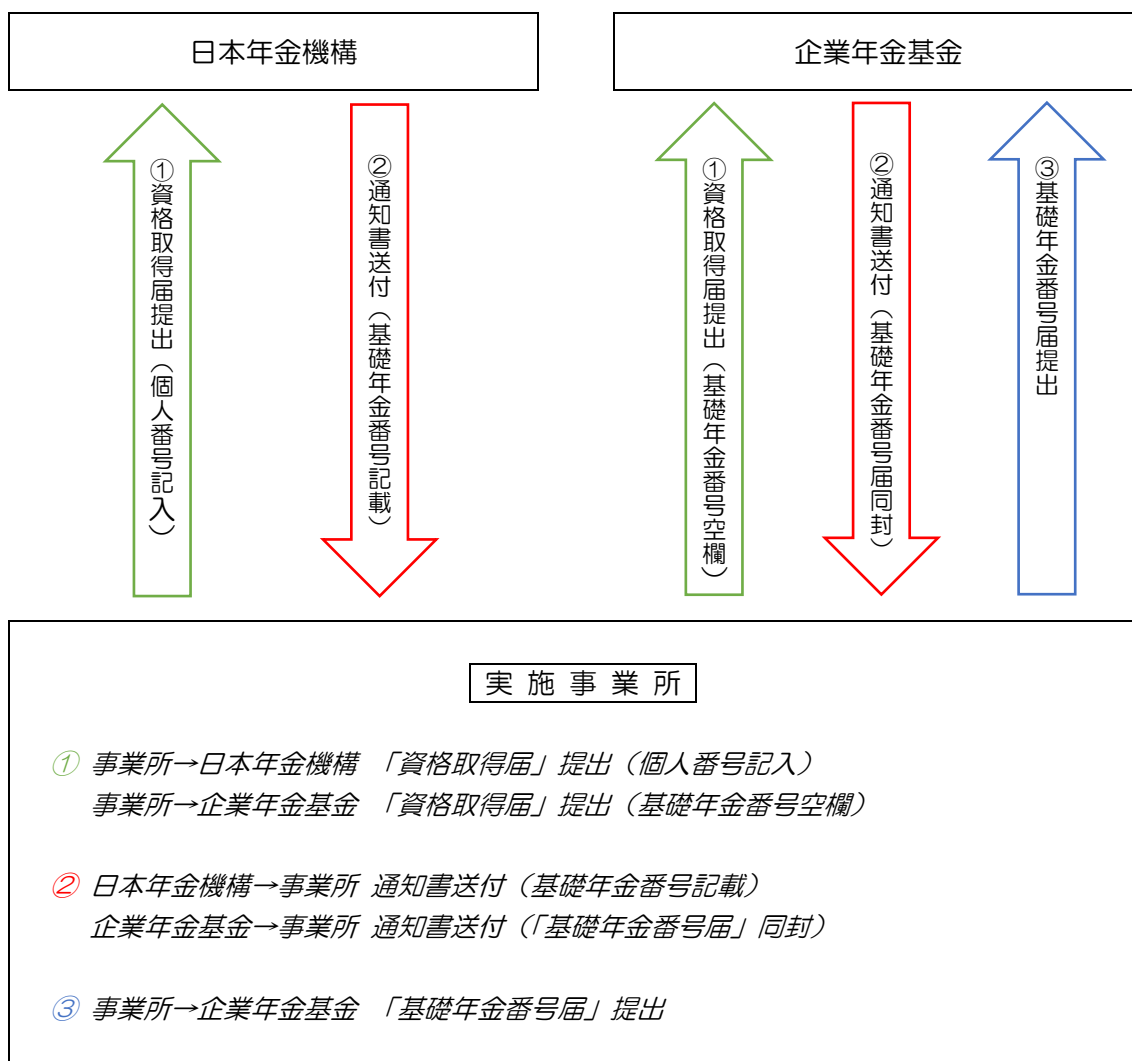 日本年金機構
企業年金基金
①資格取得届提出（個人番号記入）
②通知書送付（基礎年金番号記載）
①資格取得届提出（基礎年金番号空欄）
②通知書送付（基礎年金番号届同封）
③基礎年金番号届提出
実施事業所
① 事業所→日本年金機構 「資格取得届」提出（個人番号記入）
事業所→企業年金基金 「資格取得届」提出（基礎年金番号空欄）
② 日本年金機構→事業所 通知書送付（基礎年金番号記載）
企業年金基金→事業所 通知書送付（「基礎年金番号届」同封）
③ 事業所→企業年金基金 「基礎年金番号届」提出